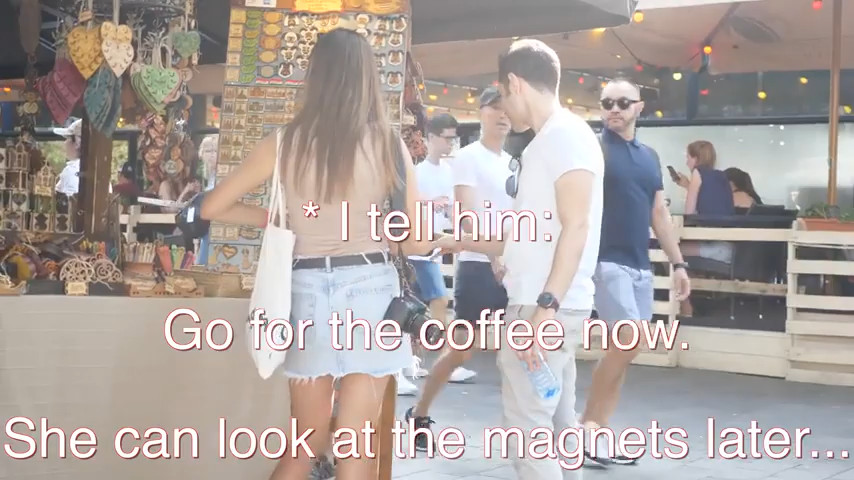 * I tell him:
Go for the coffee now.
She can look at the magnets later...